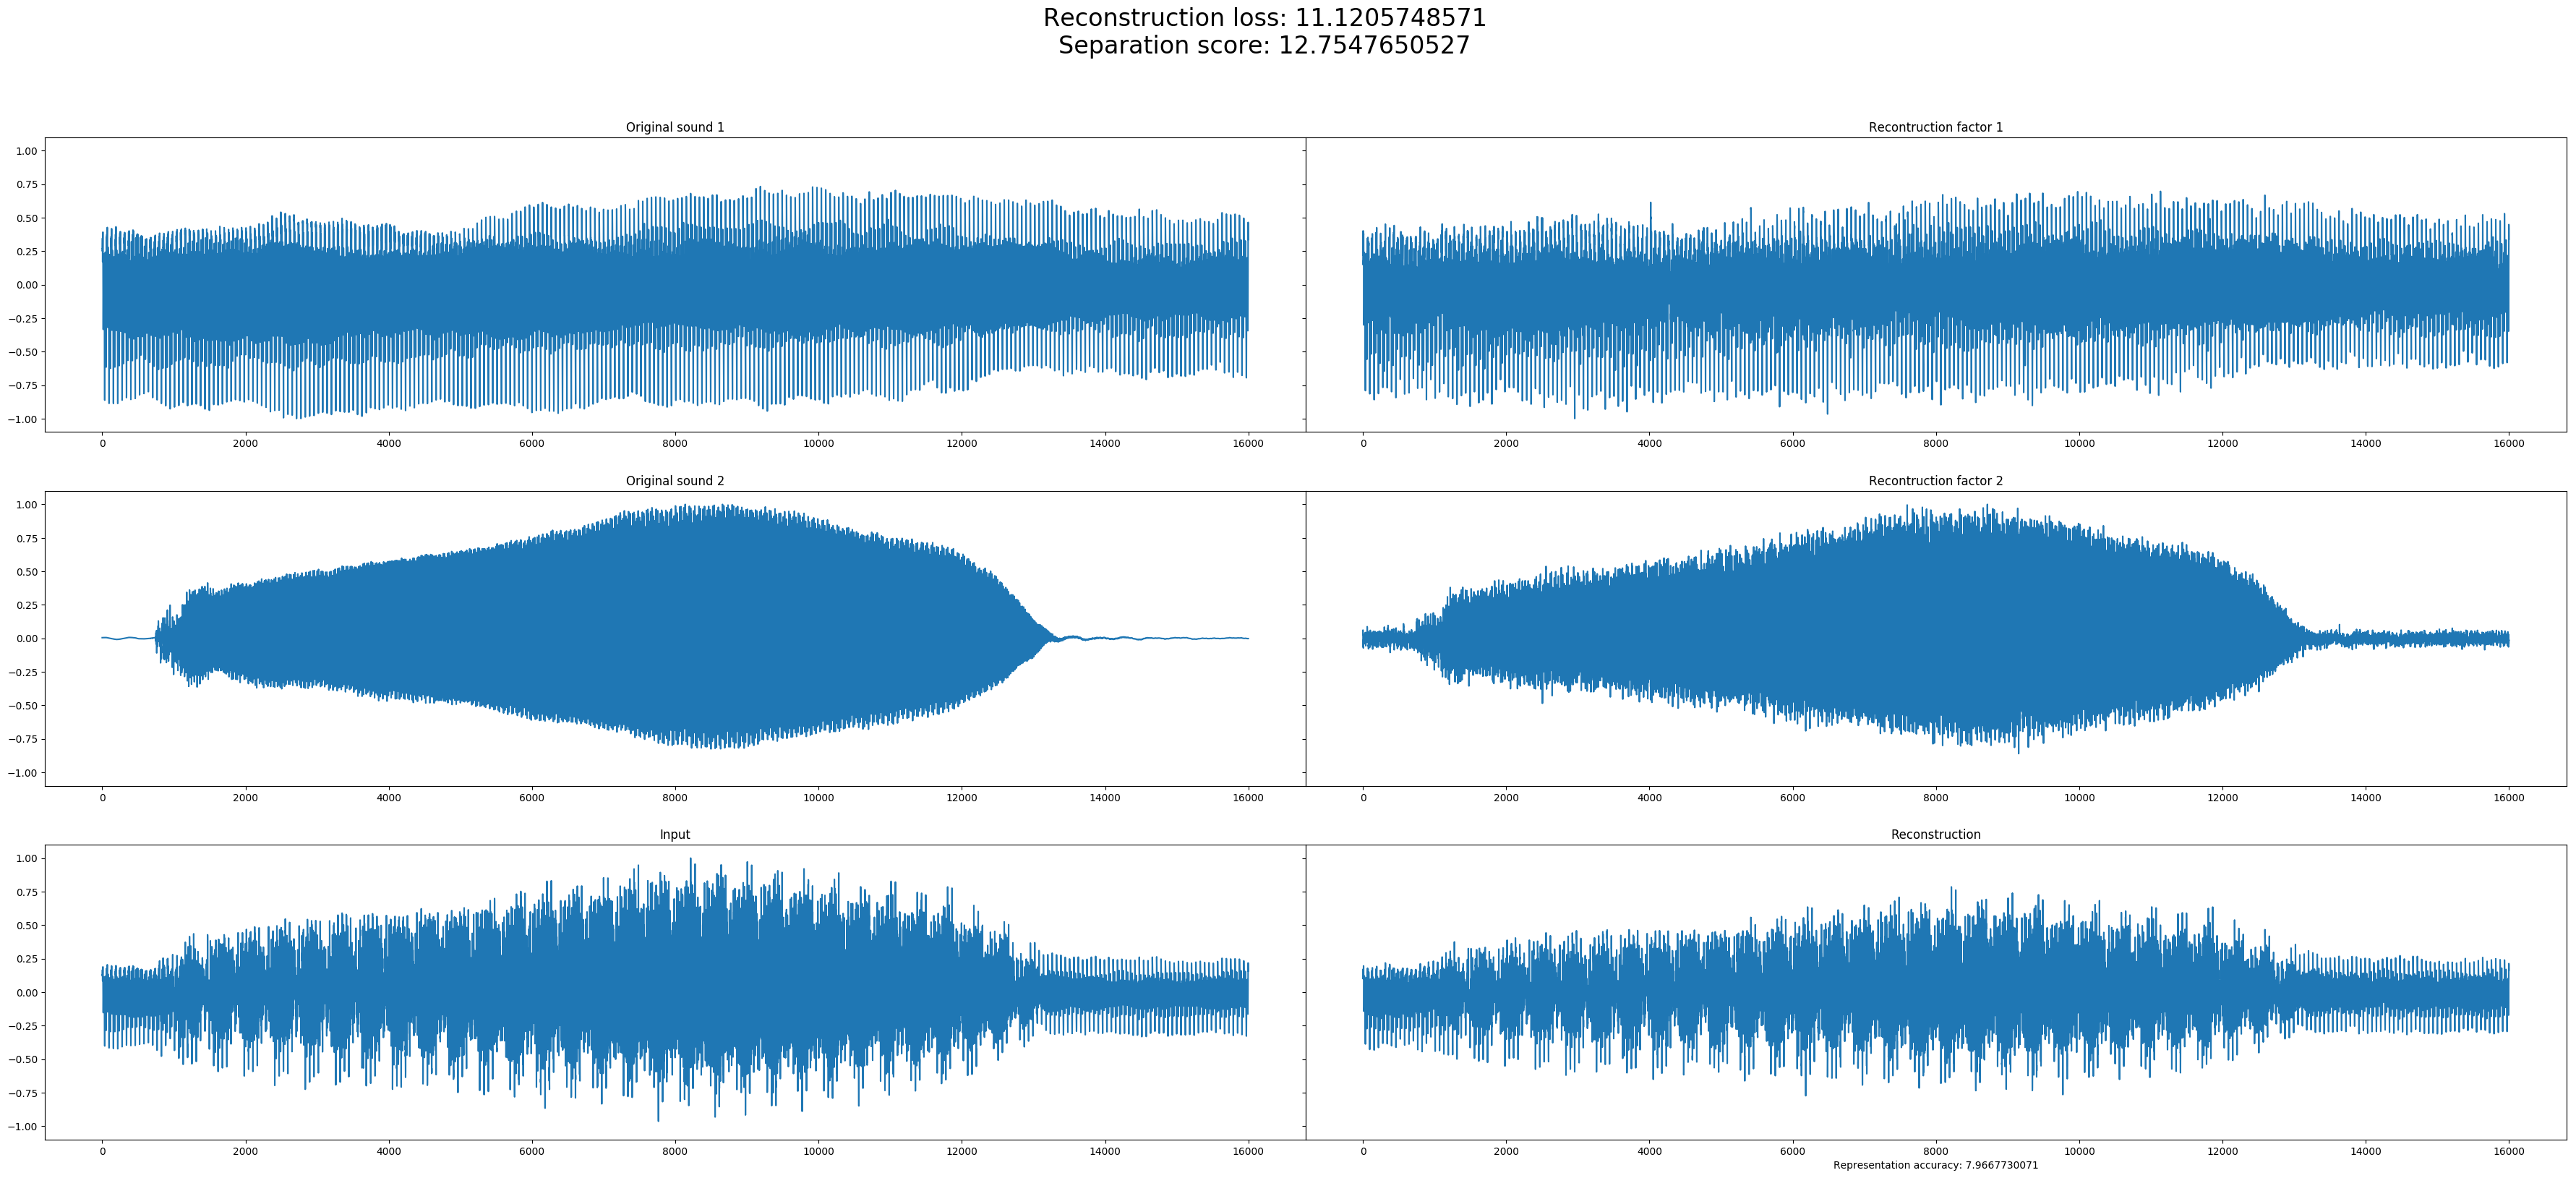 Reconstruction loss: 11.1205748571
Separation score: 12.7547650527
Original sound 1
Recontruction factor 1
1.00
0.75
0.50
0.25
0.00
−0.25
−0.50
−0.75
−1.00
0 2000 4000 6000 8000 10000 12000 14000 16000
0 2000 4000 6000 8000 10000 12000 14000 16000
Original sound 2
Recontruction factor 2
1.00
0.75
0.50
0.25
0.00
−0.25
−0.50
−0.75
−1.00
0 2000 4000 6000 8000 10000 12000 14000 16000
0 2000 4000 6000 8000 10000 12000 14000 16000
Input
Reconstruction
1.00
0.75
0.50
0.25
0.00
−0.25
−0.50
−0.75
−1.00
0 2000 4000 6000 8000 10000 12000 14000 16000
0 2000 4000 6000 8000 10000 12000 14000 16000
Representation accuracy: 7.9667730071